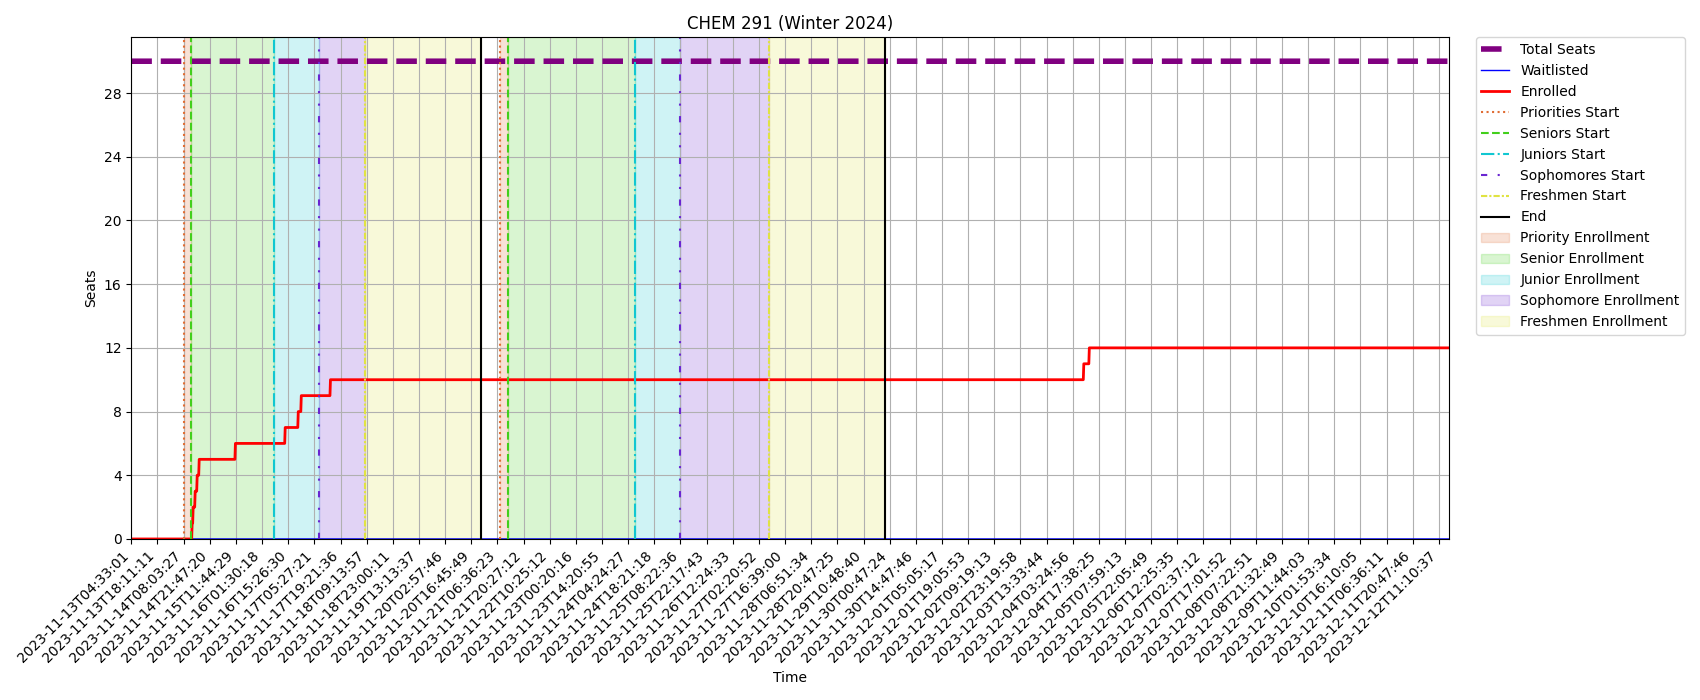 CHEM 291 (Winter 2024)
Seats
28
24
20
16
12
8
4
0
2023-11-13T04:33:01
2023-11-13T18:11:11
2023-11-14T08:03:27
2023-11-14T21:47:20
2023-11-15T11:44:29
2023-11-16T01:30:18
2023-11-16T15:26:30
2023-11-17T05:27:21
2023-11-17T19:21:36
2023-11-18T09:13:57
2023-11-18T23:00:11
2023-11-19T13:13:37
2023-11-20T02:57:46
2023-11-20T16:45:49
2023-11-21T06:36:23
2023-11-21T20:27:12
2023-11-22T10:25:12
2023-11-23T00:20:16
2023-11-23T14:20:55
2023-11-24T04:24:27
2023-11-24T18:21:18
2023-11-25T08:22:36
2023-11-25T22:17:43
2023-11-26T12:24:33
2023-11-27T02:20:52
2023-11-27T16:39:00
2023-11-28T06:51:34
2023-11-28T20:47:25
2023-11-29T10:48:40
2023-11-30T00:47:24
2023-11-30T14:47:46
2023-12-01T05:05:17
2023-12-01T19:05:53
2023-12-02T09:19:13
2023-12-02T23:19:58
2023-12-03T13:33:44
2023-12-04T03:24:56
2023-12-04T17:38:25
2023-12-05T07:59:13
2023-12-05T22:05:49
2023-12-06T12:25:35
2023-12-07T02:37:12
2023-12-07T17:01:52
2023-12-08T07:22:51
2023-12-08T21:32:49
2023-12-09T11:44:03
2023-12-10T01:53:34
2023-12-10T16:10:05
2023-12-11T06:36:11
2023-12-11T20:47:46
2023-12-12T11:10:37
Time
Total Seats
Waitlisted
Enrolled
Priorities Start
Seniors Start
Juniors Start
Sophomores Start
Freshmen Start
End
Priority Enrollment
Senior Enrollment
Junior Enrollment
Sophomore Enrollment
Freshmen Enrollment